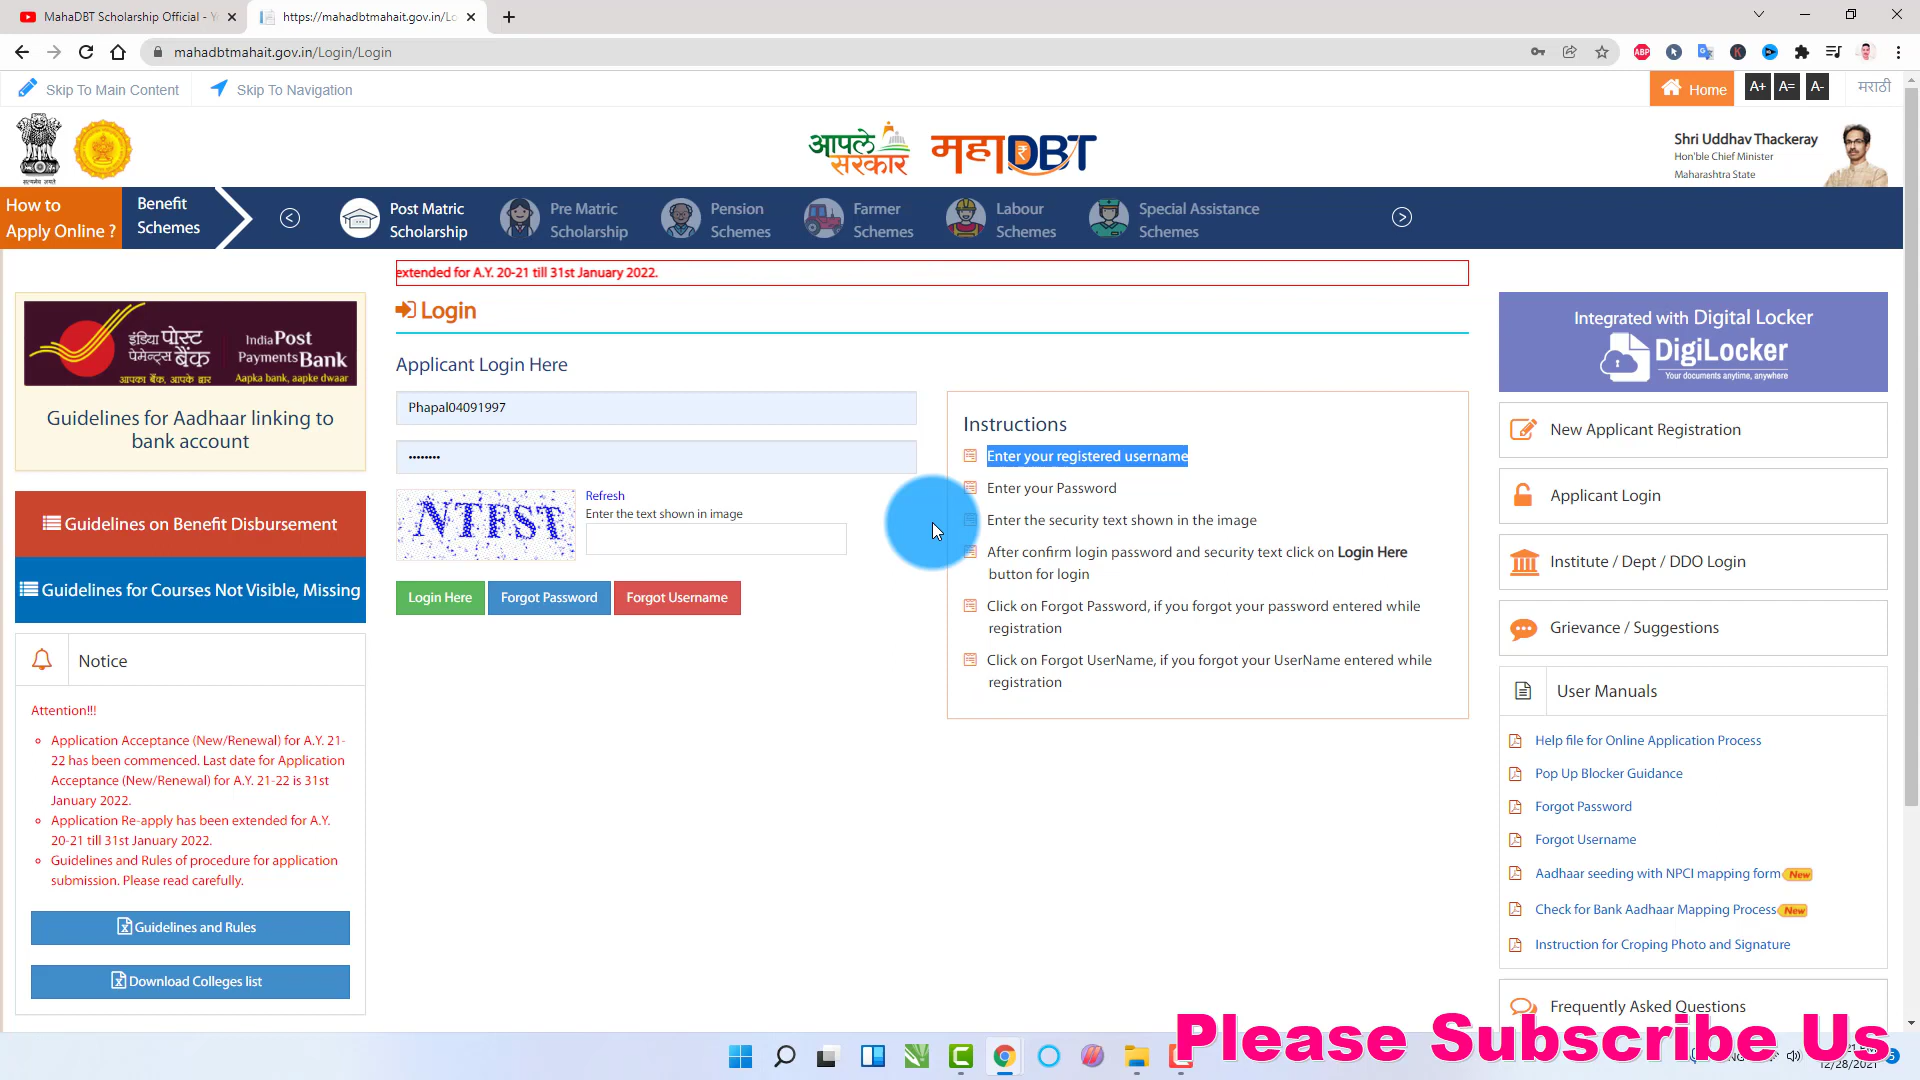 MahaDBT Scholarship Official - Y
https://mahadbtmahait.gov.in/Lo
mahadbtmahait.gov.in/Login/Login
ABP
Skip To Main Content
Skip To Navigation
Home
A+
A=
A-
मराठी
सत्यमेव जयते
आपले
सरकार
महाDBT
Shri Uddhav Thackeray
Hon'ble Chief Minister
Maharashtra State
How to
Apply Online ?
Benefit
Schemes
Post Matric
Scholarship
Pre Matric
Scholarship
Pension
Schemes
Farmer
Schemes
Labour
Schemes
Special Assistance
Schemes
extended for A.Y. 20-21 till 31st January 2022.
Login
Applicant Login Here
Phapal04091997
••••••••
NTFST
Refresh
Enter the text shown in image
Login Here
Forgot Password
Forgot Username
Instructions
Enter your registered username
Enter your Password
Enter the security text shown in the image
After confirm login password and security text click on Login Here
button for login
Click on Forgot Password, if you forgot your password entered while
registration
Click on Forgot UserName, if you forgot your UserName entered while
registration
इंडिया पोस्ट
पेमेन्ट्स बैंक
आपका बैंक, आपके द्वार
India Post
Payments Bank
Aapka bank, aapke dwaar
Guidelines for Aadhaar linking to
bank account
Guidelines on Benefit Disbursement
Guidelines for Courses Not Visible, Missing
Notice
Attention!!!
Application Acceptance (New/Renewal) for A.Y. 21-
22 has been commenced. Last date for Application
Acceptance (New/Renewal) for A.Y. 21-22 is 31st
January 2022.
Application Re-apply has been extended for A.Y.
20-21 till 31st January 2022.
Guidelines and Rules of procedure for application
submission. Please read carefully.
Guidelines and Rules
Download Colleges list
Integrated with Digital Locker
DigiLocker
Your documents anytime, anywhere
New Applicant Registration
Applicant Login
Institute / Dept / DDO Login
Grievance / Suggestions
User Manuals
Help file for Online Application Process
Pop Up Blocker Guidance
Forgot Password
Forgot Username
Aadhaar seeding with NPCI mapping form New
Check for Bank Aadhaar Mapping Process New
Instruction for Croping Photo and Signature
Frequently Asked Questions
Please Subscribe Us
12/28/2021